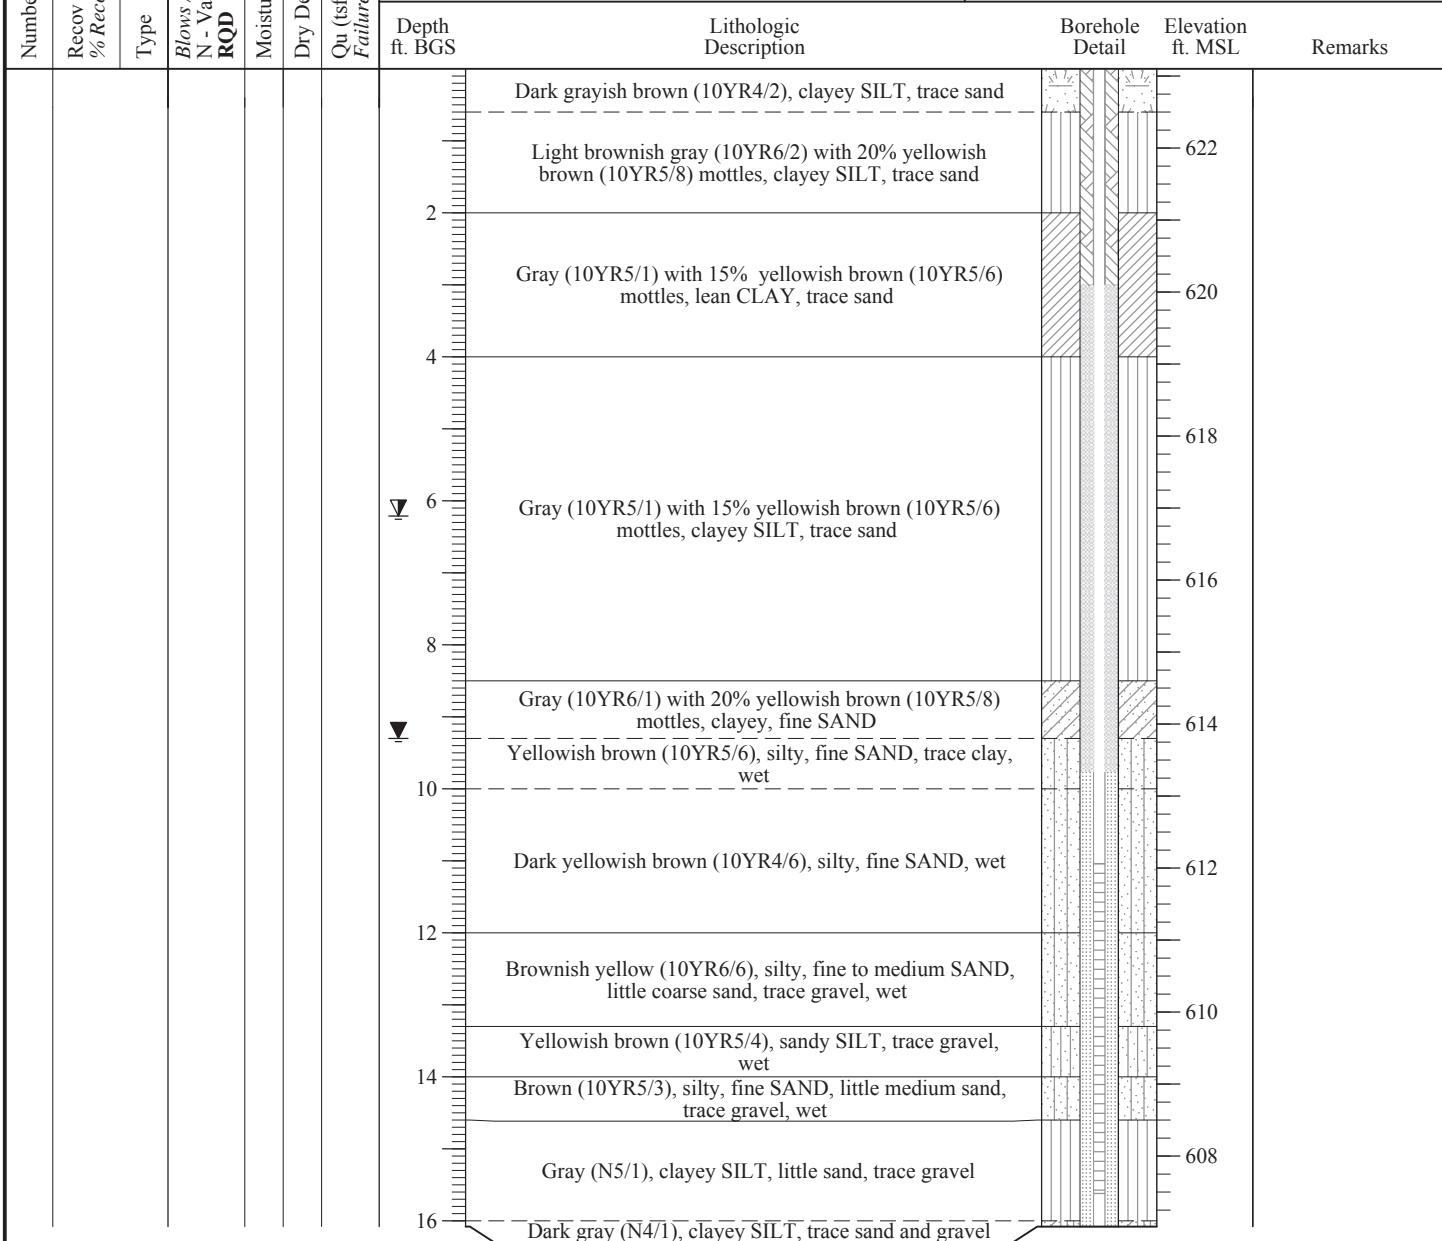 Numbe
Recov
% Rece
Type
Blows
N - Va
RQD
Moistu
Dry De
Qu (tsf
Failure
Depth
ft. BGS
Lithologic
Description
Borehole
Detail
Elevation
ft. MSL
Remarks
Dark grayish brown (10YR4/2), clayey SILT, trace sand
Light brownish gray (10YR6/2) with 20% yellowish
brown (10YR5/8) mottles, clayey SILT, trace sand
622
2
Gray (10YR5/1) with 15% yellowish brown (10YR5/6)
mottles, lean CLAY, trace sand
620
4
618
6
Gray (10YR5/1) with 15% yellowish brown (10YR5/6)
mottles, clayey SILT, trace sand
616
8
Gray (10YR6/1) with 20% yellowish brown (10YR5/8)
mottles, clayey, fine SAND
614
Yellowish brown (10YR5/6), silty, fine SAND, trace clay,
wet
10
Dark yellowish brown (10YR4/6), silty, fine SAND, wet
612
12
Brownish yellow (10YR6/6), silty, fine to medium SAND,
little coarse sand, trace gravel, wet
610
Yellowish brown (10YR5/4), sandy SILT, trace gravel,
wet
14
Brown (10YR5/3), silty, fine SAND, little medium sand,
trace gravel, wet
608
Gray (N5/1), clayey SILT, little sand, trace gravel
16
Dark gray (N4/1), clayey SILT, trace sand and gravel